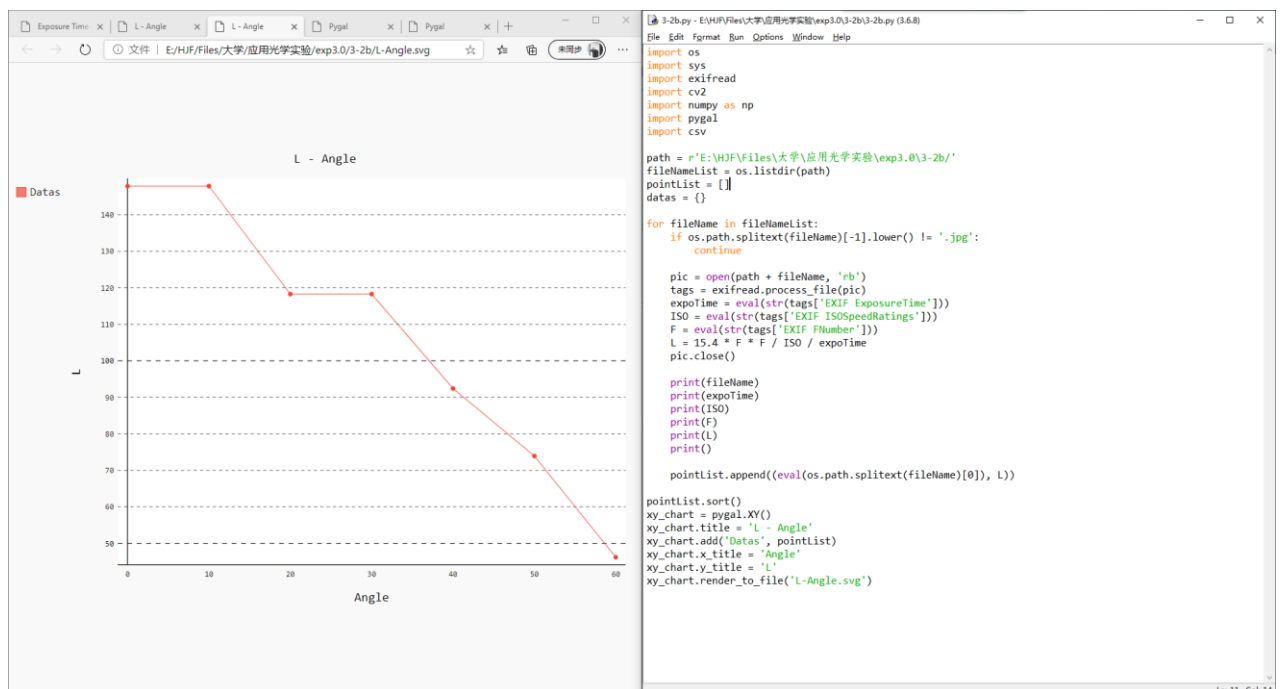 Exposure Time
L - Angle
L - Angle
Pygal
Pygal
文件
E:/HJF/Files/大学/应用光学实验/exp3.0/3-2b/L-Angle.svg
未同步
L - Angle
Datas
140
130
120
110
100
90
80
70
60
50
L
0 10 20 30 40 50 60
Angle
3-2b.py - E:\HJF\Files\大学\应用光学实验\exp3.0\3-2b\3-2b.py (3.6.8)
File Edit Format Run Options Window Help
import os
import sys
import exifread
import cv2
import numpy as np
import pygal
import csv
path = r'E:\HJF\Files\大学\应用光学实验\exp3.0\3-2b/'
fileNameList = os.listdir(path)
pointList = []
datas = {}
for fileName in fileNameList:
    if os.path.splitext(fileName)[-1].lower() != '.jpg':
        continue
    pic = open(path + fileName, 'rb')
    tags = exifread.process_file(pic)
    expoTime = eval(str(tags['EXIF ExposureTime']))
    ISO = eval(str(tags['EXIF ISOSpeedRatings']))
    F = eval(str(tags['EXIF FNumber']))
    L = 15.4 * F * F / ISO / expoTime
    pic.close()
    print(fileName)
    print(expoTime)
    print(ISO)
    print(F)
    print(L)
    print()
    pointList.append((eval(os.path.splitext(fileName)[0]), L))
pointList.sort()
xy_chart = pygal.XY()
xy_chart.title = 'L - Angle'
xy_chart.add('Datas', pointList)
xy_chart.x_title = 'Angle'
xy_chart.y_title = 'L'
xy_chart.render_to_file('L-Angle.svg')